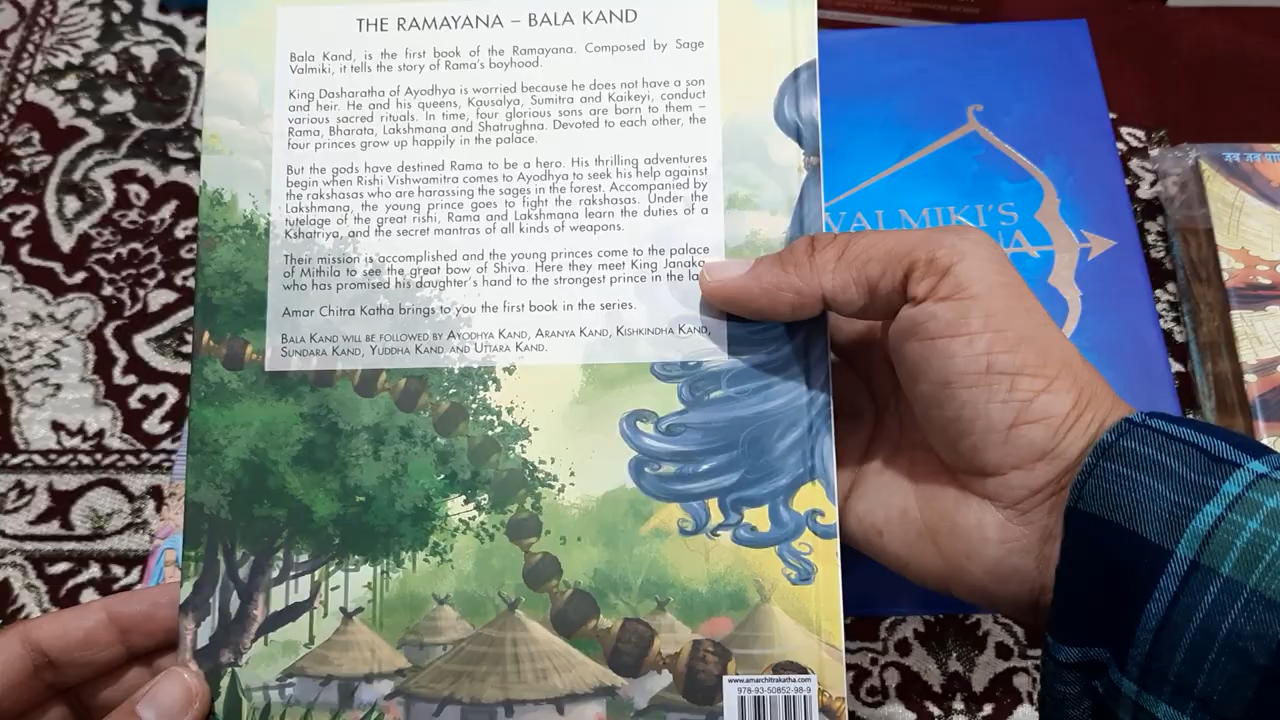 THE RAMAYANA – BALA KAND
Bala Kand, is the first book of the Ramayana. Composed by Sage
Valmiki, it tells the story of Rama's boyhood.
King Dasharatha of Ayodhya is worried because he does not have a son
and heir. He and his queens, Kausalya, Sumitra and Kaikeyi, conduct
various sacred rituals. In time, four glorious sons are born to them –
Rama, Bharata, Lakshmana and Shatrughna. Devoted to each other, the
four princes grow up happily in the palace.
But the gods have destined Rama to be a hero. His thrilling adventures
begin when Rishi Vishwamitra comes to Ayodhya to seek his help against
the rakshasas who are harassing the sages in the forest. Accompanied by
Lakshmana, the young prince goes to fight the rakshasas. Under the
tutelage of the great rishi, Rama and Lakshmana learn the duties of a
Kshatriya, and the secret mantras of all kinds of weapons.
Their mission is accomplished and the young princes come to the palace
of Mithila to see the great bow of Shiva. Here they meet King Janaka
who has promised his daughter's hand to the strongest prince in the la
Amar Chitra Katha brings to you the first book in the series.
BALA KAND WILL BE FOLLOWED BY AYODHYA KAND, ARANYA KAND, KISHKINDHA KAND,
SUNDARA KAND, YUDDHA KAND AND UTTARA KAND.
www.amarchitrakatha.com
978-93-50852-98-9
VALMIKI'S
जब जब